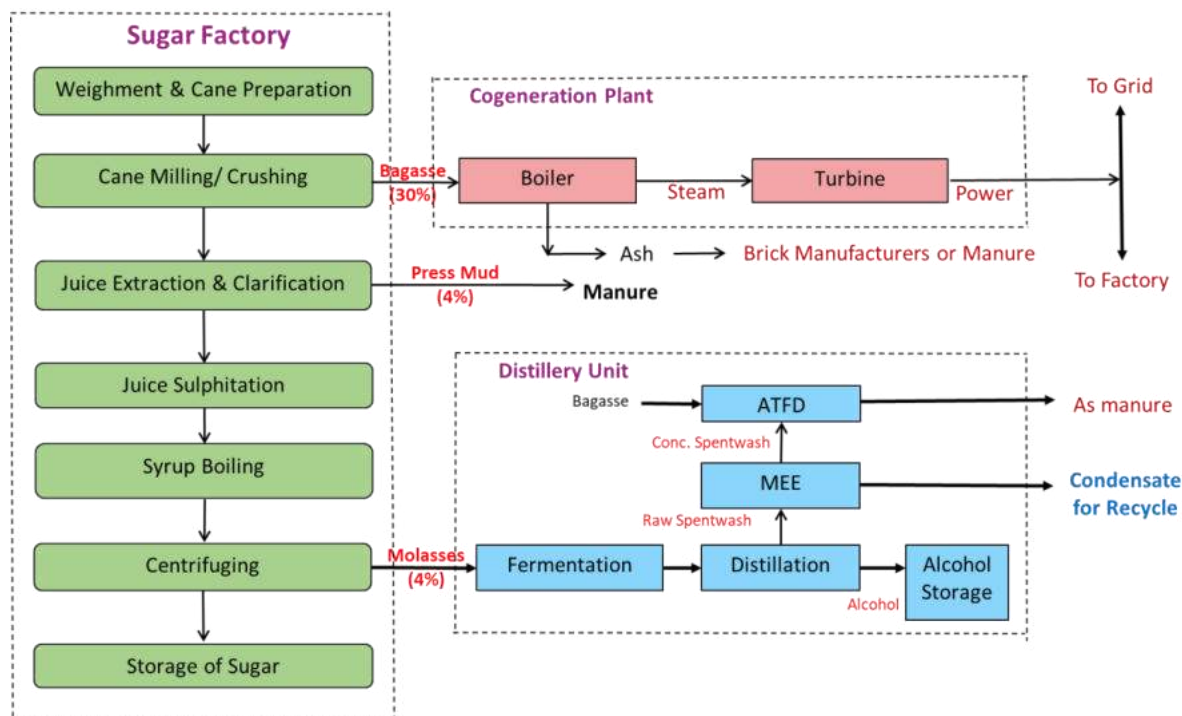 Sugar Factory
Weighment & Cane Preparation
Cane Milling/ Crushing
Juice Extraction & Clarification
Juice Sulphitation
Syrup Boiling
Centrifuging
Storage of Sugar
Bagasse
(30%)
Press Mud
(4%)
Molasses
(4%)
Cogeneration Plant
Boiler
Steam
Turbine
Power
To Grid
To Factory
Ash
Brick Manufacturers or Manure
Manure
Distillery Unit
Bagasse
ATFD
As manure
Conc. Spentwash
MEE
Condensate
for Recycle
Raw Spentwash
Fermentation
Distillation
Alcohol
Alcohol
Storage